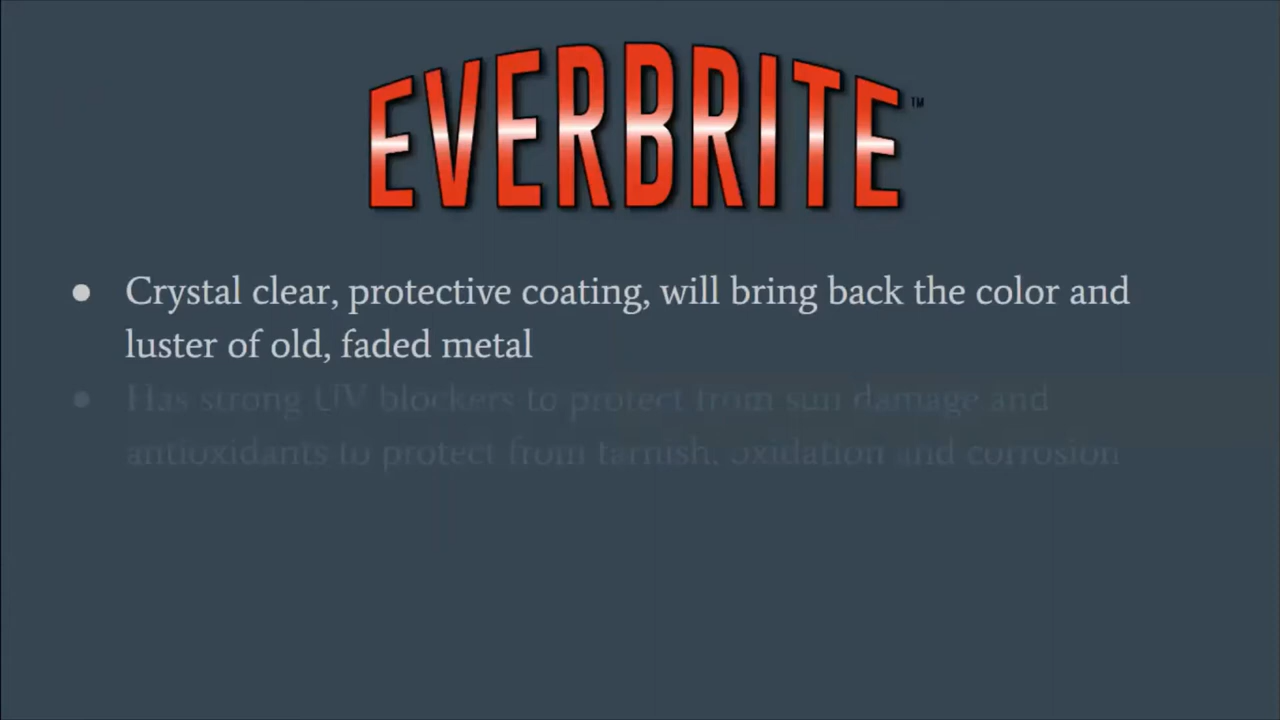 EVERBRITE™
● Crystal clear, protective coating, will bring back the color and
luster of old, faded metal
● Has strong UV blockers to protect from sun damage and
antioxidants to protect from tarnish, oxidation and corrosion